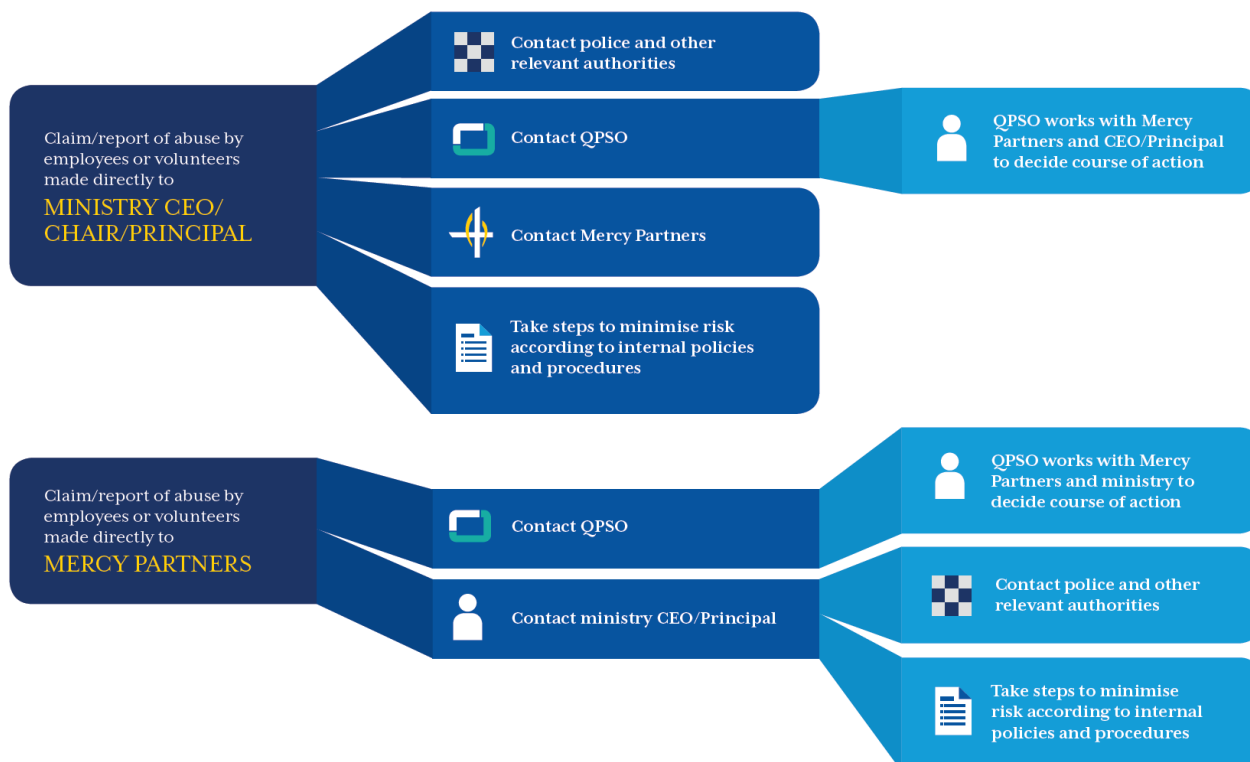 Claim/report of abuse by
employees or volunteers
made directly to
MINISTRY CEO/
CHAIR/PRINCIPAL
Contact police and other
relevant authorities
Contact QPSO
QPSO works with Mercy
Partners and CEO/Principal
to decide course of action
Contact Mercy Partners
Take steps to minimise risk
according to internal policies
and procedures
Claim/report of abuse by
employees or volunteers
made directly to
MERCY PARTNERS
Contact QPSO
QPSO works with Mercy
Partners and ministry to
decide course of action
Contact ministry CEO/Principal
Contact police and other
relevant authorities
Take steps to minimise
risk according to internal
policies and procedures